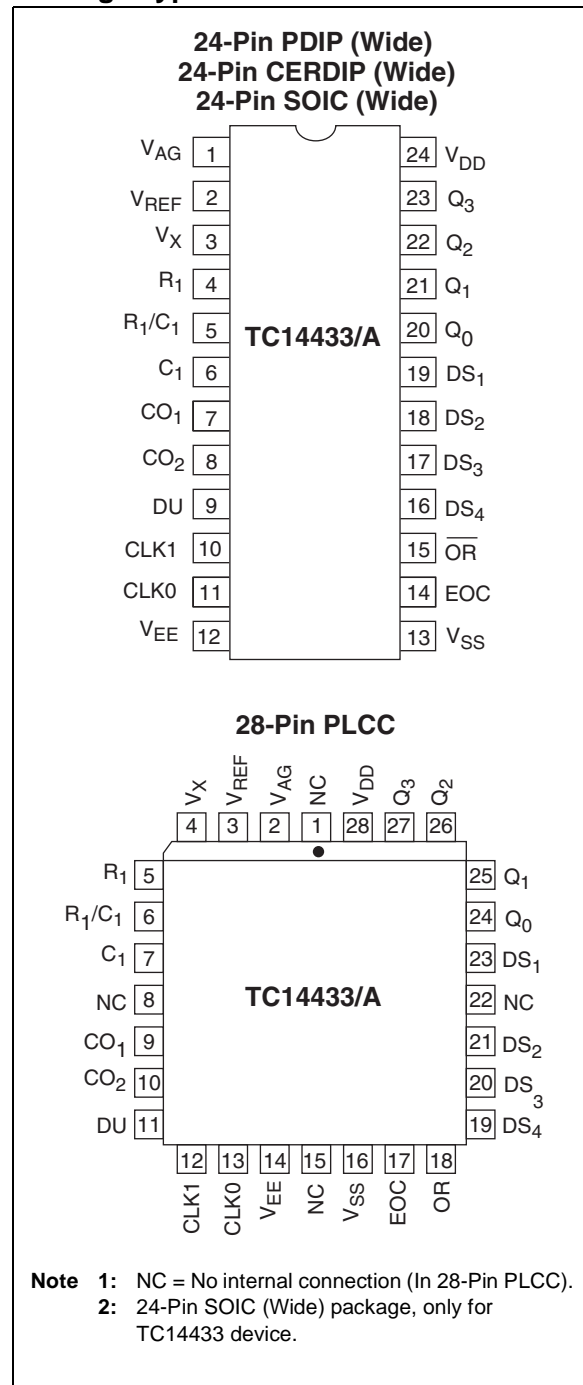 24-Pin PDIP (Wide)
24-Pin CERDIP (Wide)
24-Pin SOIC (Wide)
VAG 1 24 VDD
VREF 2 23 Q3
VX 3 22 Q2
R1 4 21 Q1
R1/C1 5 TC14433/A 20 Q0
C1 6 19 DS1
CO1 7 18 DS2
CO2 8 17 DS3
DU 9 16 DS4
CLK1 10 15 OR
CLK0 11 14 EOC
VEE 12 13 VSS
28-Pin PLCC
VX VREF VAG NC VDD Q3 Q2
4 3 2 1 28 27 26
R1 5 25 Q1
R1/C1 6 24 Q0
C1 7 23 DS1
NC 8 TC14433/A 22 NC
CO1 9 21 DS2
CO2 10 20 DS3
DU 11 19 DS4
12 13 14 15 16 17 18
CLK1 CLK0 VEE NC VSS EOC OR
Note 1: NC = No internal connection (In 28-Pin PLCC).
2: 24-Pin SOIC (Wide) package, only for
TC14433 device.